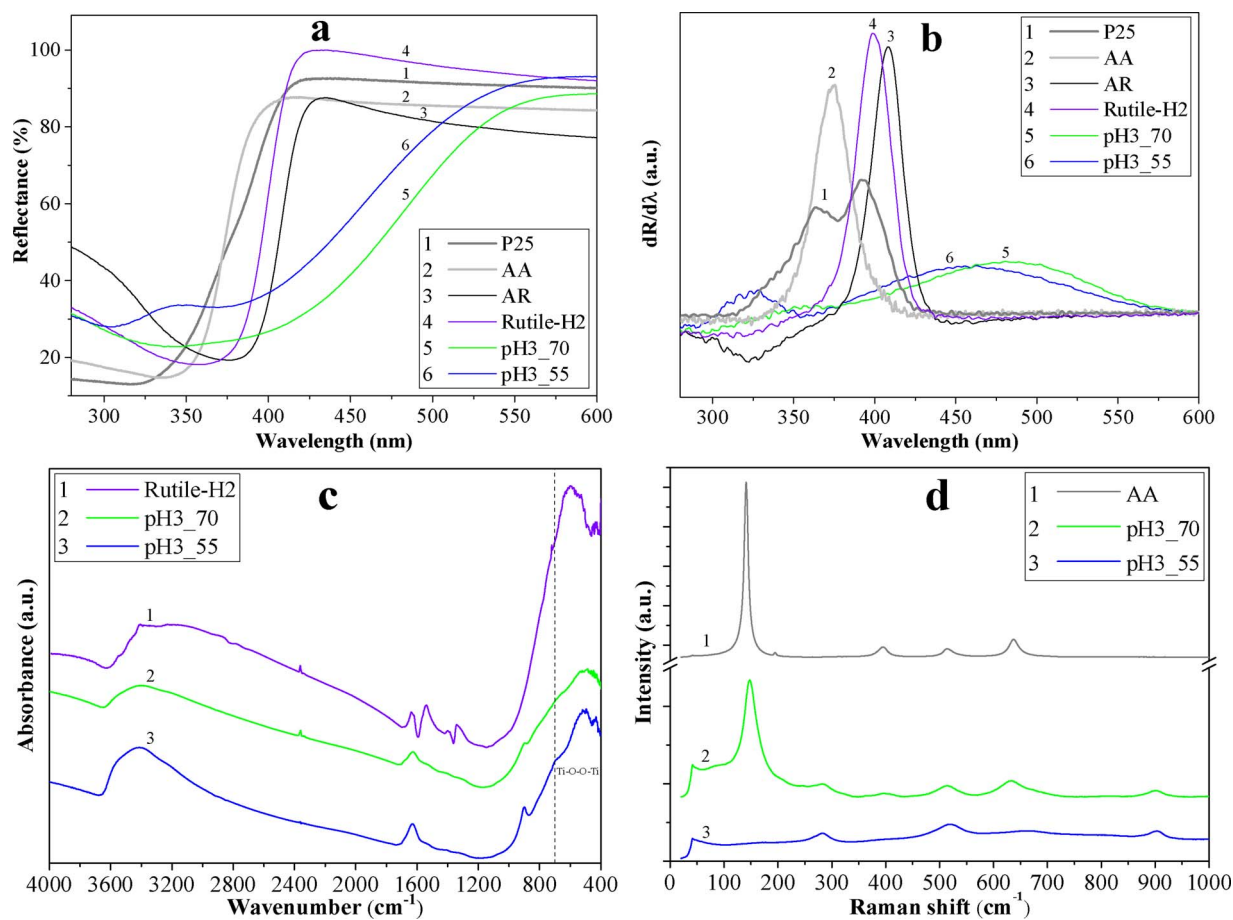 a
Reflectance (%)
100
80
60
40
20
300
350
400
450
500
550
600
Wavelength (nm)
4
1
2
3
6
5
1 P25
2 AA
3 AR
4 Rutile-H2
5 pH3_70
6 pH3_55
b
dR/dλ (a.u.)
300
350
400
450
500
550
600
Wavelength (nm)
4
3
2
1
6
5
1 P25
2 AA
3 AR
4 Rutile-H2
5 pH3_70
6 pH3_55
c
1 Rutile-H2
2 pH3_70
3 pH3_55
Absorbance (a.u.)
1
2
3
Ti-O-O-Ti
4000
3600
3200
2800
2400
2000
1600
1200
800
400
Wavenumber (cm⁻¹)
d
1 AA
2 pH3_70
3 pH3_55
Intensity (a.u.)
1
2
3
0
100
200
300
400
500
600
700
800
900
1000
Raman shift (cm⁻¹)